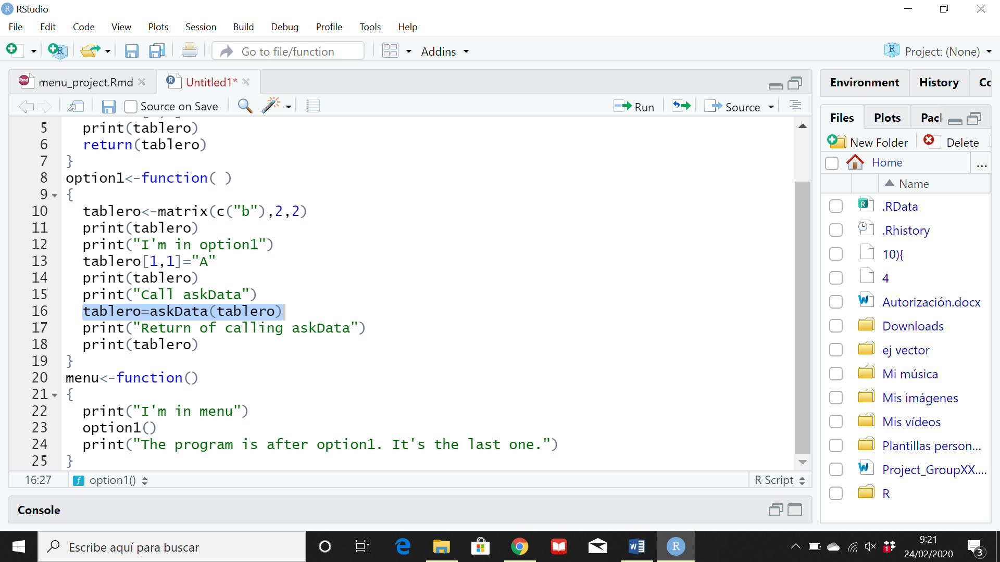 RStudio
File Edit Code View Plots Session Build Debug Profile Tools Help
Go to file/function Addins Project: (None)
menu_project.Rmd Untitled1*
Source on Save Run Source
5 print(tablero)
6 return(tablero)
7 }
8 option1<-function( )
9 {
10 tablero<-matrix(c("b"),2,2)
11 print(tablero)
12 print("I'm in option1")
13 tablero[1,1]="A"
14 print(tablero)
15 print("Call askData")
16 tablero=askData(tablero)
17 print("Return of calling askData")
18 print(tablero)
19 }
20 menu<-function()
21 {
22 print("I'm in menu")
23 option1()
24 print("The program is after option1. It's the last one.")
25 }
16:27 option1() R Script
Console
Environment History Co
Files Plots Pack
New Folder Delete
Home ...
Name
.RData
.Rhistory
10){
4
Autorización.docx
Downloads
ej vector
Mi música
Mis imágenes
Mis vídeos
Plantillas person...
Project_GroupXX....
R
Escribe aquí para buscar
9:21
24/02/2020
3
1